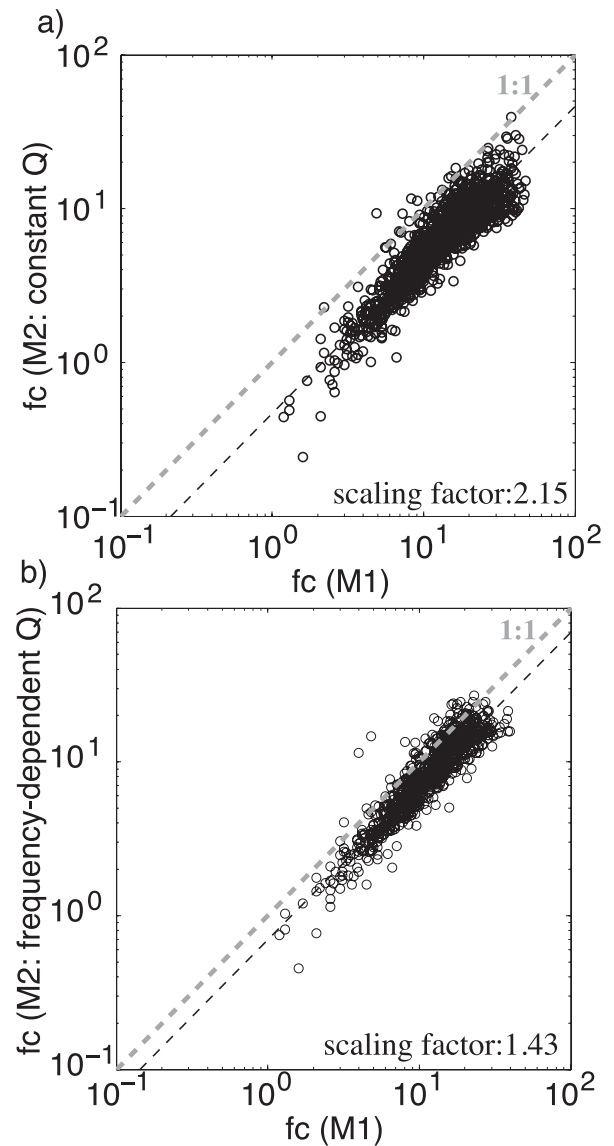 a)
10^2
1:1
10^1
fc (M2: constant Q)
10^0
scaling factor:2.15
10^-1
10^-1 10^0 10^1 10^2
fc (M1)
b)
10^2
1:1
10^1
fc (M2: frequency-dependent Q)
10^0
scaling factor:1.43
10^-1
10^-1 10^0 10^1 10^2
fc (M1)